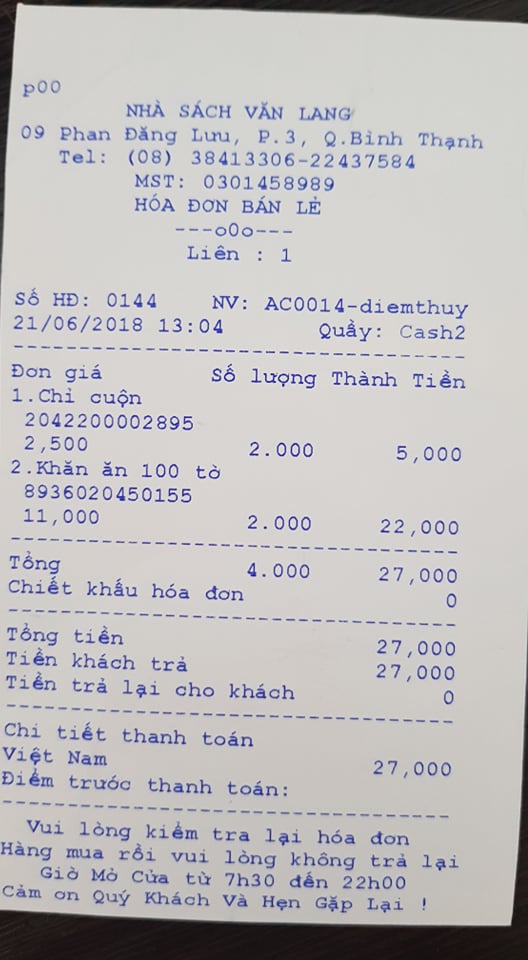 p00
NHÀ SÁCH VĂN LANG
09 Phan Đăng Lưu, P.3, Q.Bình Thạnh
Tel: (08) 38413306-22437584
MST: 0301458989
HÓA ĐƠN BÁN LẺ
---o0o---
Liên : 1
Số HĐ: 0144 NV: AC0014-diemthuy
21/06/2018 13:04 Quầy: Cash2
Đơn giá Số lượng Thành Tiền
1.Chỉ cuộn
2042200002895
2,500 2.000 5,000
2.Khăn ăn 100 tờ
8936020450155
11,000 2.000 22,000
Tổng 4.000 27,000
Chiết khấu hóa đơn 0
Tổng tiền 27,000
Tiền khách trả 27,000
Tiền trả lại cho khách 0
Chi tiết thanh toán
Việt Nam 27,000
Điểm trước thanh toán:
Vui lòng kiểm tra lại hóa đơn
Hàng mua rồi vui lòng không trả lại
Giờ Mở Cửa từ 7h30 đến 22h00
Cảm ơn Quý Khách Và Hẹn Gặp Lại !